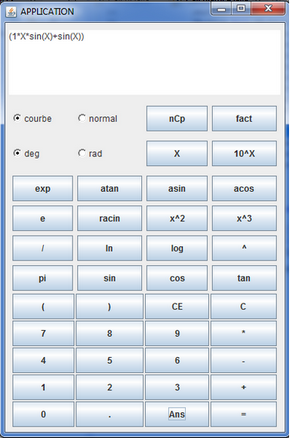 APPLICATION
(1*X*sin(X)+sin(X))
courbe normal nCp fact
deg rad X 10^X
exp atan asin acos
e racin x^2 x^3
/ ln log ^
pi sin cos tan
( ) CE C
7 8 9 *
4 5 6 -
1 2 3 +
0 . Ans =